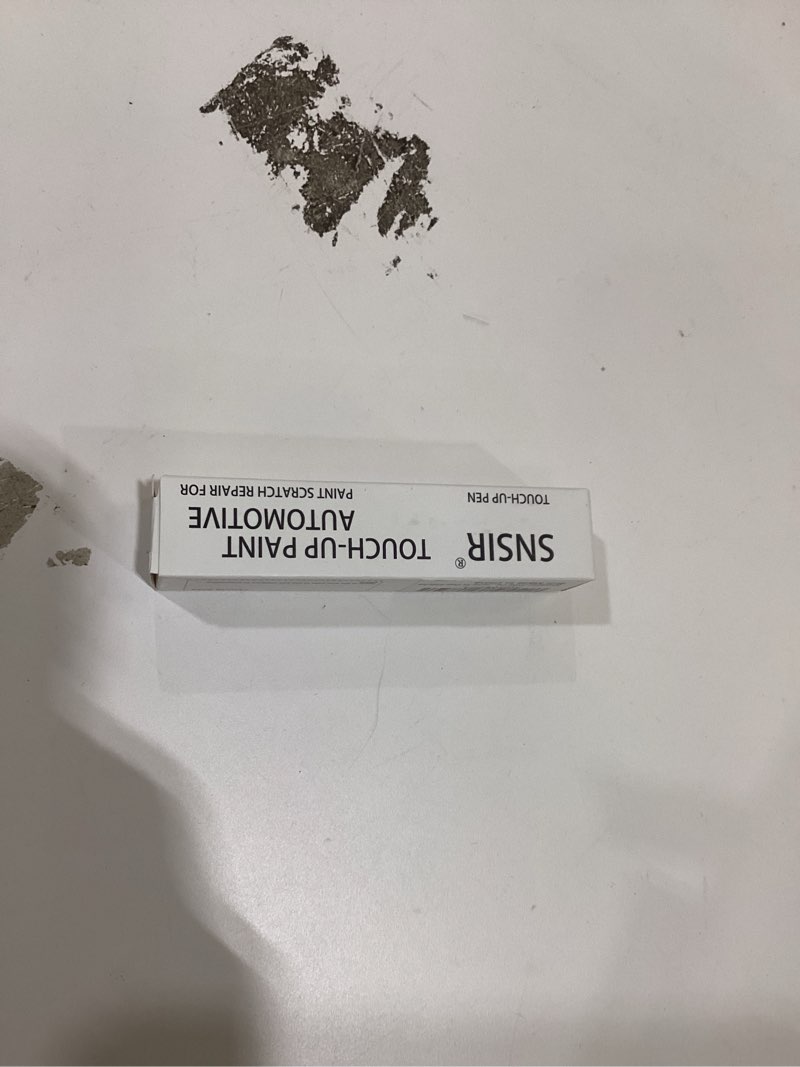 SNSIR®
TOUCH-UP PEN
TOUCH-UP PAINT
AUTOMOTIVE
PAINT SCRATCH REPAIR FOR